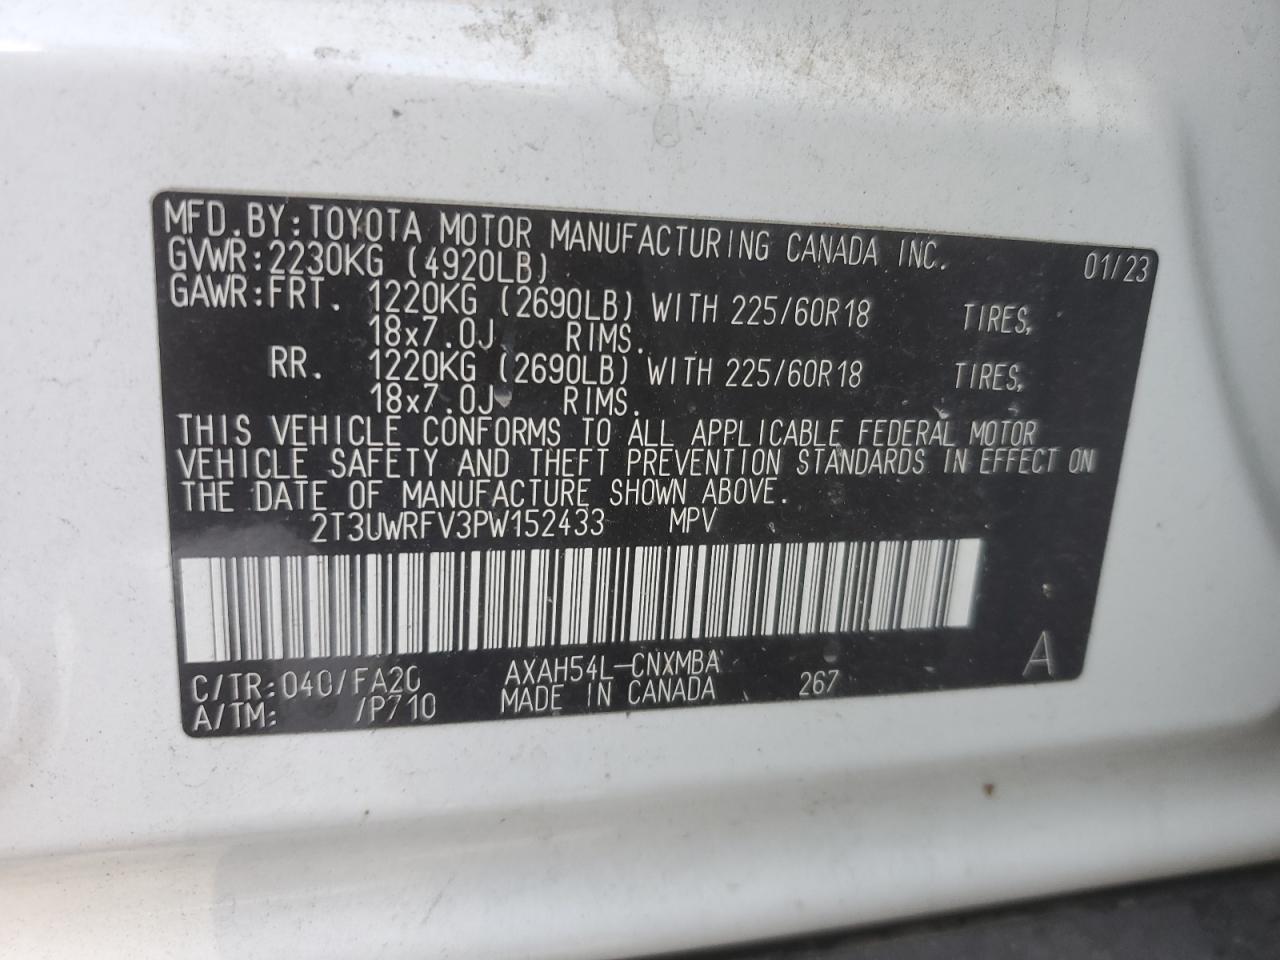 MFD.BY:TOYOTA MOTOR MANUFACTURING CANADA INC. 01/23
GVWR:2230KG (4920LB)
GAWR:FRT. 1220KG (2690LB) WITH 225/60R18 TIRES,
18x7.0J RIMS.
RR. 1220KG (2690LB) WITH 225/60R18 TIRES,
18x7.0J RIMS.
THIS VEHICLE CONFORMS TO ALL APPLICABLE FEDERAL MOTOR
VEHICLE SAFETY AND THEFT PREVENTION STANDARDS IN EFFECT ON
THE DATE OF MANUFACTURE SHOWN ABOVE.
2T3UWRFV3PW152433 MPV
C/TR:040/FA20 AXAH54L-CNXMBA A
A/TM: /P710 MADE IN CANADA 267